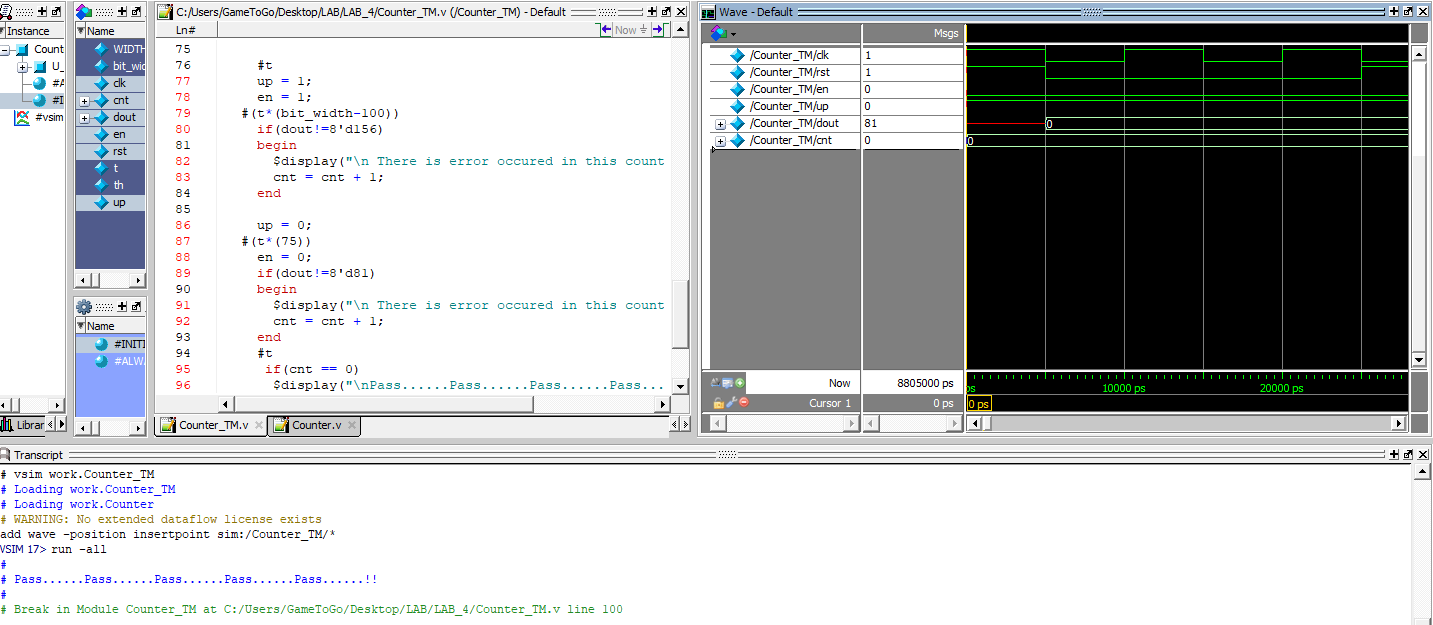 C:/Users/GameToGo/Desktop/LAB/LAB_4/Counter_TM.v (/Counter_TM) - Default
Wave - Default
Instance
Count
U_
#A
#I
#vsim
Name
WIDTH
bit_wid
clk
cnt
dout
en
rst
t
th
up
Name
#INITI
#ALWA
Library
Ln#
Now
75
76 #t
77 up = 1;
78 en = 1;
79 #(t*(bit_width-100))
80 if(dout!=8'd156)
81 begin
82 $display("\n There is error occured in this count
83 cnt = cnt + 1;
84 end
85
86 up = 0;
87 #(t*(75))
88 en = 0;
89 if(dout!=8'd81)
90 begin
91 $display("\n There is error occured in this count
92 cnt = cnt + 1;
93 end
94 #t
95 if(cnt == 0)
96 $display("\nPass......Pass......Pass......Pass...
Counter_TM.v
Counter.v
Msgs
/Counter_TM/clk 1
/Counter_TM/rst 1
/Counter_TM/en 0
/Counter_TM/up 0
/Counter_TM/dout 81 0
/Counter_TM/cnt 0 0
Now 8805000 ps ps 10000 ps 20000 ps
Cursor 1 0 ps 0 ps
Transcript
# vsim work.Counter_TM
# Loading work.Counter_TM
# Loading work.Counter
# WARNING: No extended dataflow license exists
add wave -position insertpoint sim:/Counter_TM/*
VSIM 17> run -all
#
# Pass......Pass......Pass......Pass......Pass......!!
#
# Break in Module Counter_TM at C:/Users/GameToGo/Desktop/LAB/LAB_4/Counter_TM.v line 100